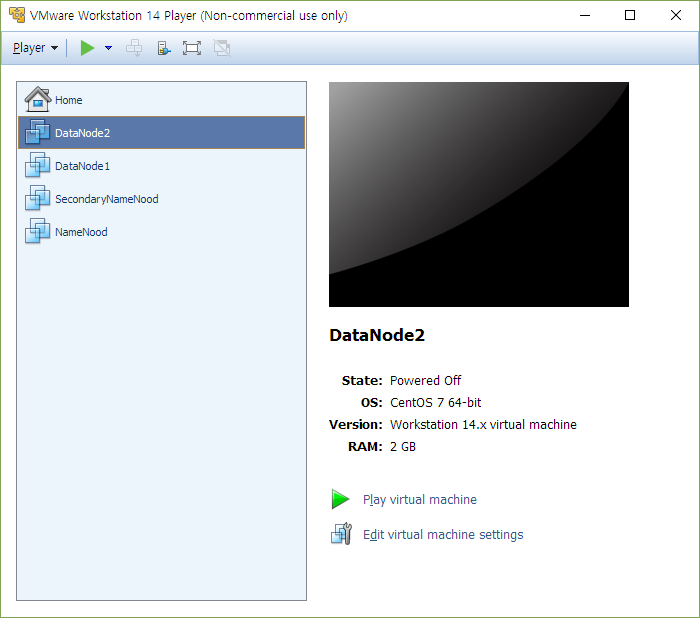 VMware Workstation 14 Player (Non-commercial use only)
Player
Home
DataNode2
DataNode1
SecondaryNameNood
NameNood
DataNode2
State: Powered Off
OS: CentOS 7 64-bit
Version: Workstation 14.x virtual machine
RAM: 2 GB
Play virtual machine
Edit virtual machine settings